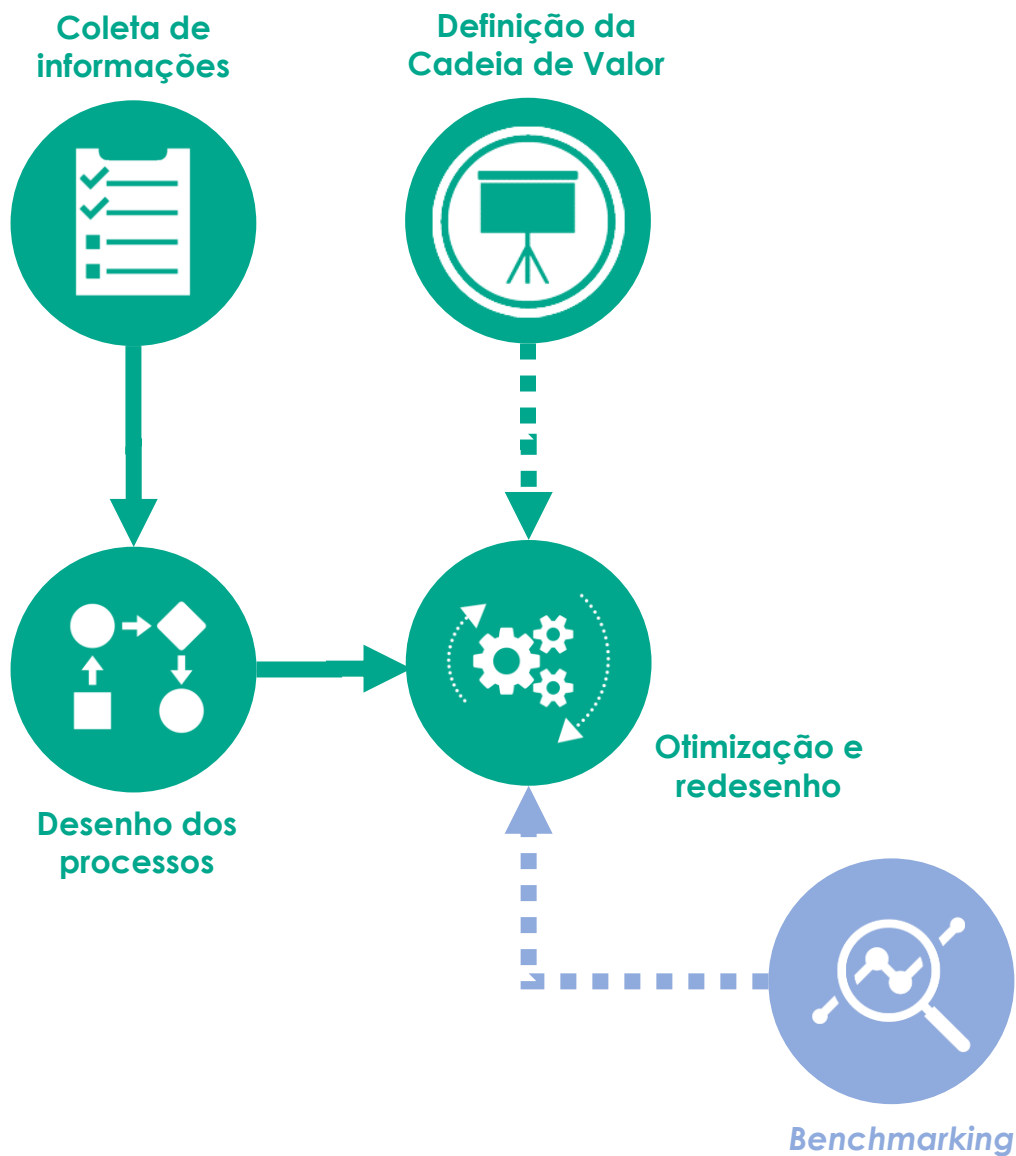 Coleta de
informações
Definição da
Cadeia de Valor
Otimização e
redesenho
Desenho dos
processos
Benchmarking